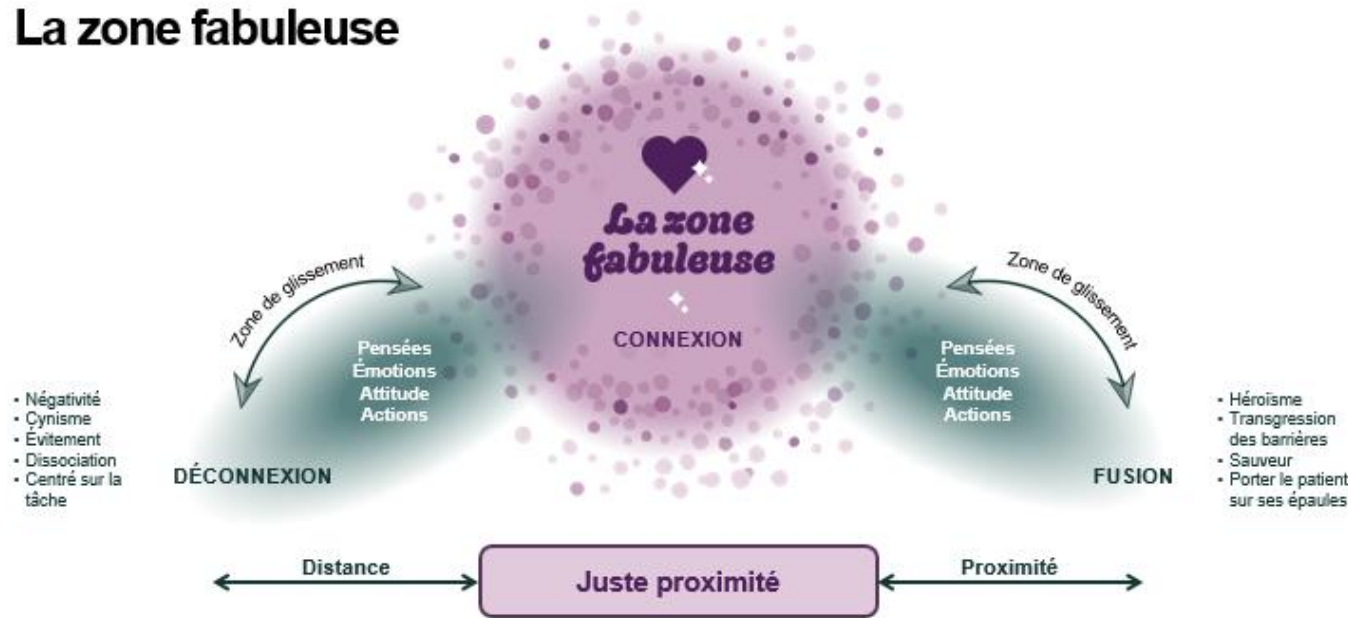 La zone fabuleuse
La zone
fabuleuse
CONNEXION
Zone de glissement
Pensées
Émotions
Attitude
Actions
▪ Négativité
▪ Cynisme
▪ Évitement
▪ Dissociation
▪ Centré sur la
tâche
DÉCONNEXION
Zone de glissement
Pensées
Émotions
Attitude
Actions
▪ Héroïsme
▪ Transgression
des barrières
▪ Sauveur
▪ Porter le patient
sur ses épaules
FUSION
Distance
Juste proximité
Proximité